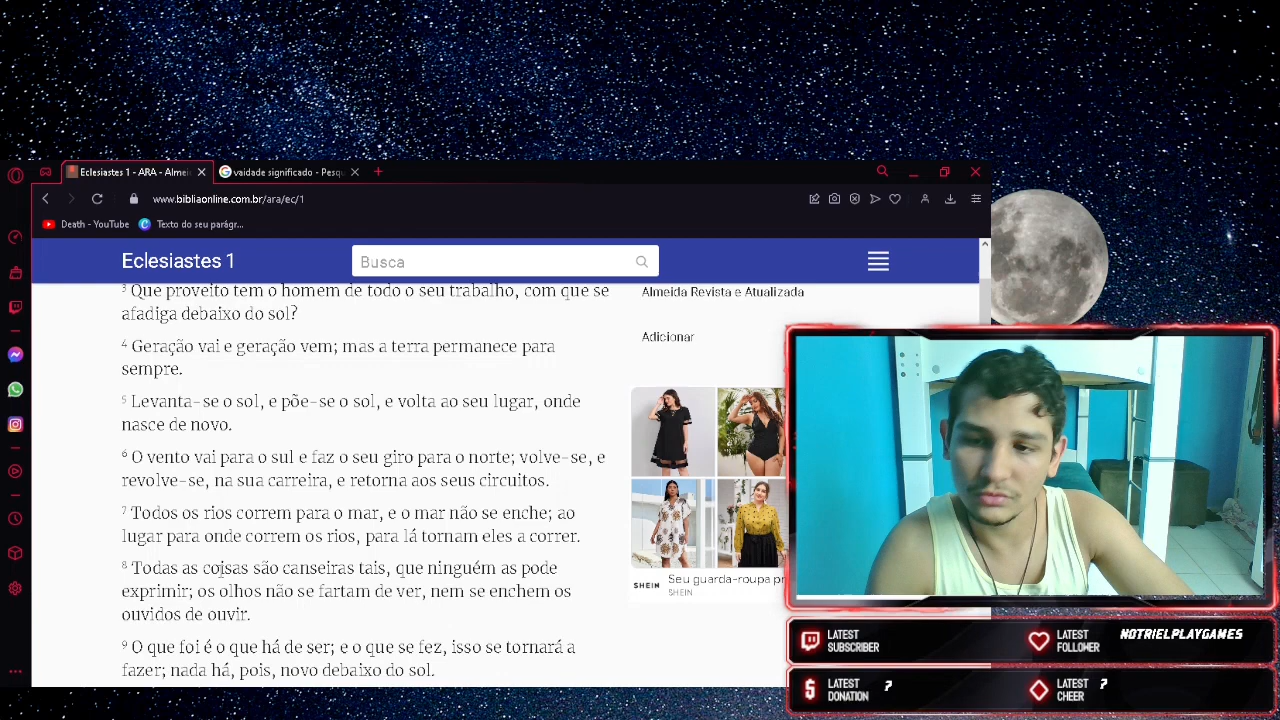 Eclesiastes 1 - ARA - Almei
vaidade significado - Pesqu
www.bibliaonline.com.br/ara/ec/1
Death - YouTube
Texto do seu parágr...
Eclesiastes 1
Busca
3 Que proveito tem o homem de todo o seu trabalho, com que se
afadiga debaixo do sol?
4 Geração vai e geração vem; mas a terra permanece para
sempre.
5 Levanta-se o sol, e põe-se o sol, e volta ao seu lugar, onde
nasce de novo.
6 O vento vai para o sul e faz o seu giro para o norte; volve-se, e
revolve-se, na sua carreira, e retorna aos seus circuitos.
7 Todos os rios correm para o mar, e o mar não se enche; ao
lugar para onde correm os rios, para lá tornam eles a correr.
8 Todas as coisas são canseiras tais, que ninguém as pode
exprimir; os olhos não se fartam de ver, nem se enchem os
ouvidos de ouvir.
9 O que foi é o que há de ser; e o que se fez, isso se tornará a
fazer; nada há, pois, novo debaixo do sol.
Almeida Revista e Atualizada
Adicionar
SHEIN
Seu guarda-roupa pr
SHEIN
LATEST
SUBSCRIBER
LATEST
FOLLOWER
NOTRIELPLAYGAMES
LATEST
DONATION
?
LATEST
CHEER
?